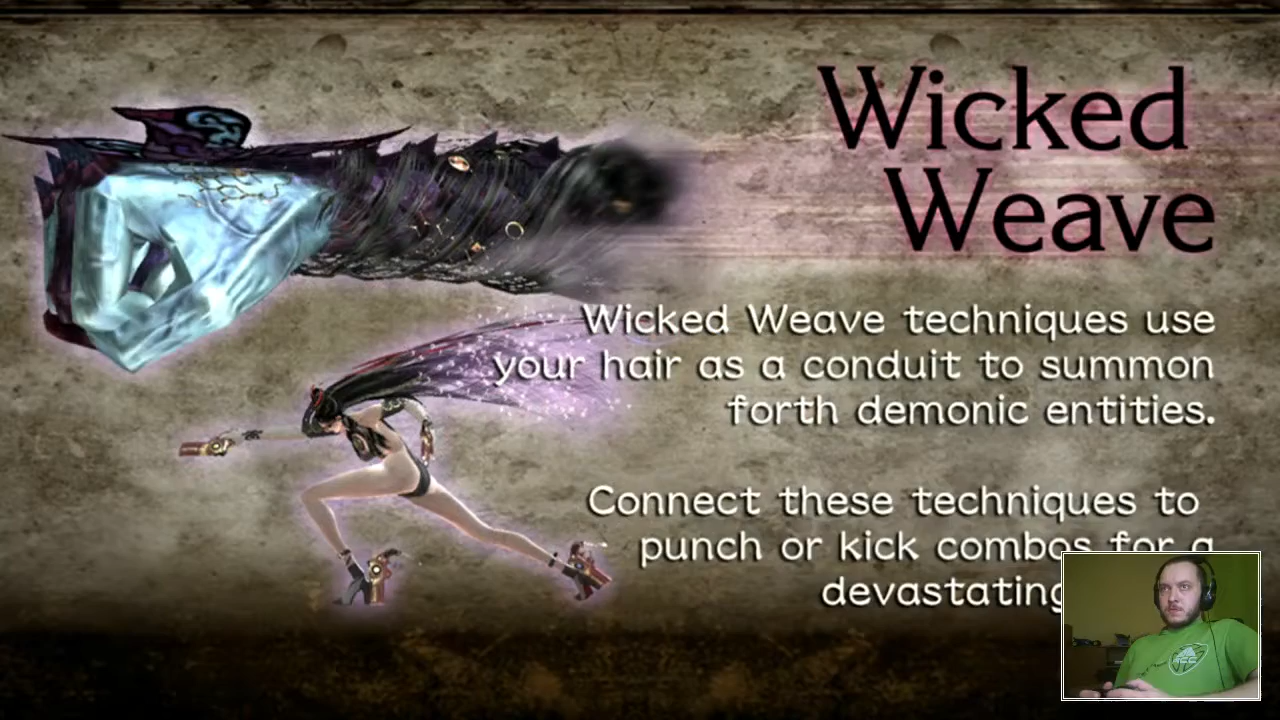 Wicked
Weave
Wicked Weave techniques use
your hair as a conduit to summon
forth demonic entities.
Connect these techniques to
punch or kick combos for a
devastating